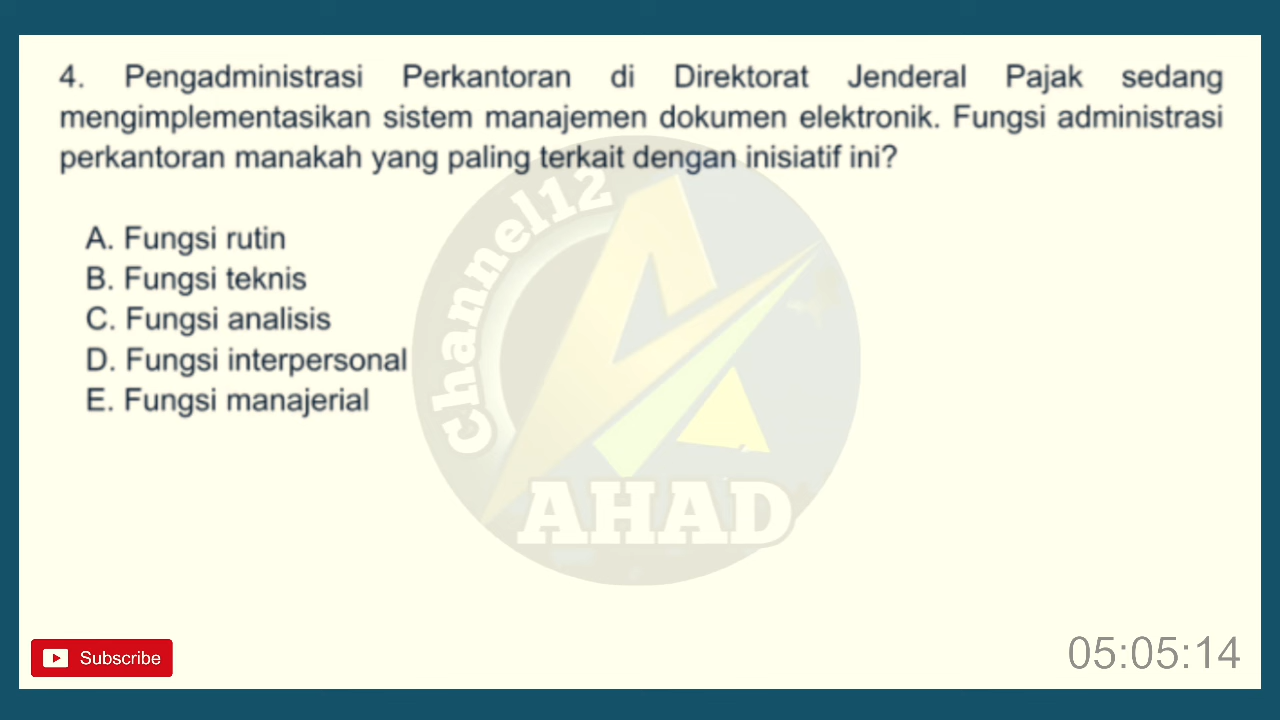 4. Pengadministrasi Perkantoran di Direktorat Jenderal Pajak sedang
mengimplementasikan sistem manajemen dokumen elektronik. Fungsi administrasi
perkantoran manakah yang paling terkait dengan inisiatif ini?
A. Fungsi rutin
B. Fungsi teknis
C. Fungsi analisis
D. Fungsi interpersonal
E. Fungsi manajerial
Channel12
AHAD
Subscribe
05:05:14